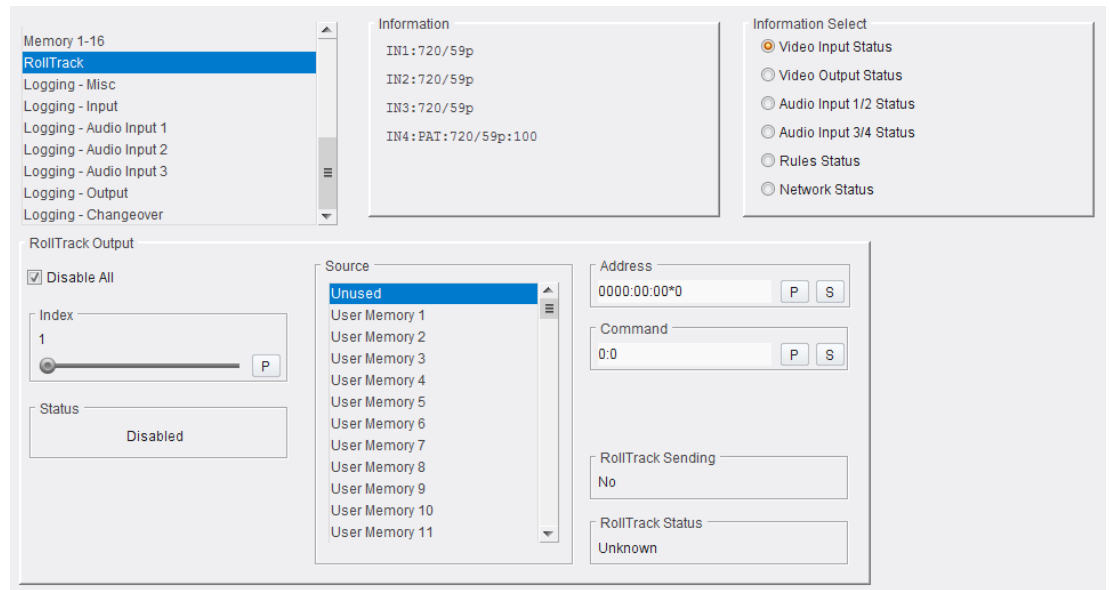 Memory 1-16
RollTrack
Logging - Misc
Logging - Input
Logging - Audio Input 1
Logging - Audio Input 2
Logging - Audio Input 3
Logging - Output
Logging - Changeover
Information
IN1:720/59p
IN2:720/59p
IN3:720/59p
IN4:PAT:720/59p:100
Information Select
Video Input Status
Video Output Status
Audio Input 1/2 Status
Audio Input 3/4 Status
Rules Status
Network Status
RollTrack Output
Disable All
Index
1
P
Status
Disabled
Source
Unused
User Memory 1
User Memory 2
User Memory 3
User Memory 4
User Memory 5
User Memory 6
User Memory 7
User Memory 8
User Memory 9
User Memory 10
User Memory 11
Address
0000:00:00*0 P S
Command
0:0 P S
RollTrack Sending
No
RollTrack Status
Unknown